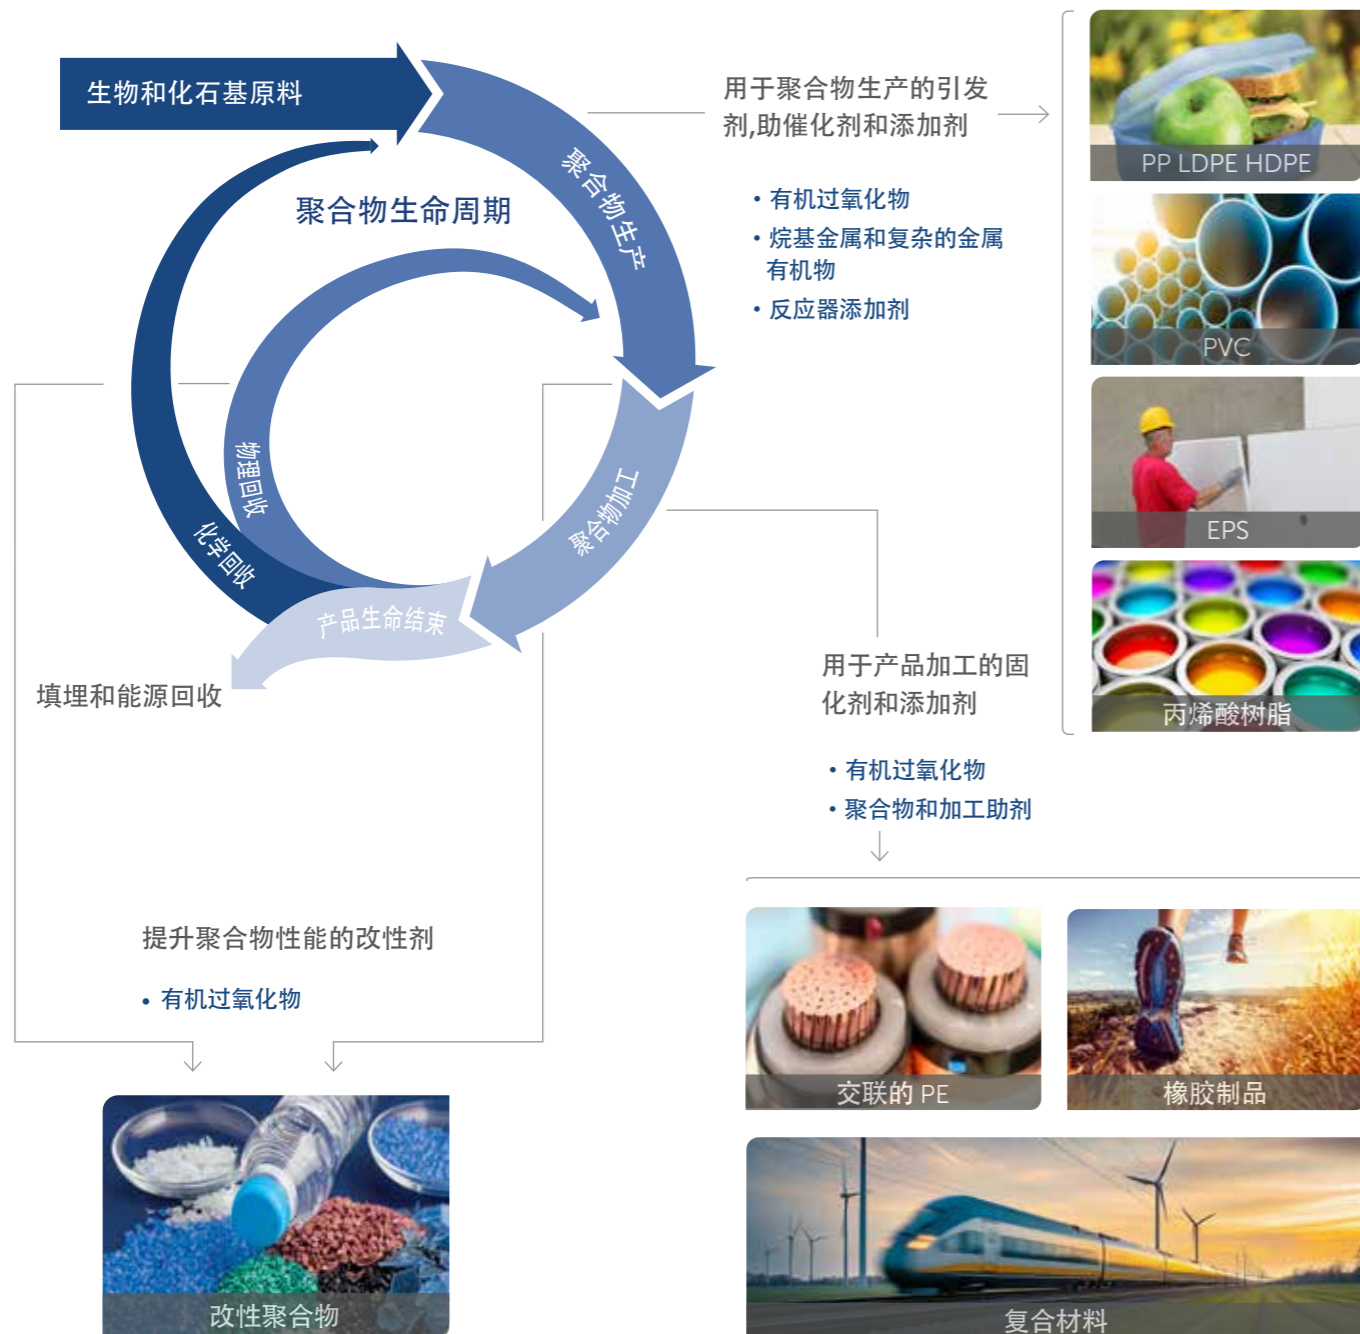 生物和化石基原料
聚合物生命周期
聚合物生产
聚合物加工
产品生命结束
物理回收
化学回收
填埋和能源回收
用于聚合物生产的引发
剂,助催化剂和添加剂
• 有机过氧化物
• 烷基金属和复杂的金属
有机物
• 反应器添加剂
PP LDPE HDPE
PVC
EPS
丙烯酸树脂
用于产品加工的固
化剂和添加剂
• 有机过氧化物
• 聚合物和加工助剂
交联的 PE
橡胶制品
复合材料
提升聚合物性能的改性剂
• 有机过氧化物
改性聚合物